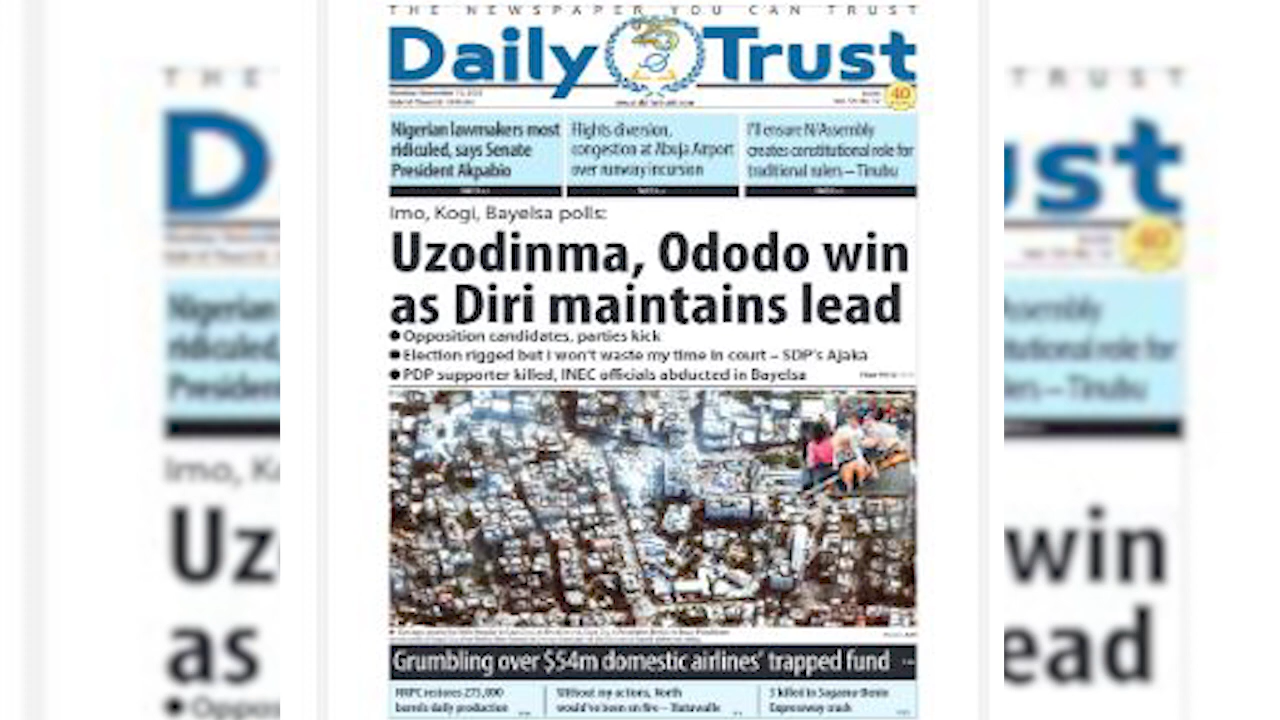 THE NEWSPAPER YOU CAN TRUST
Daily Trust
40
Nigerian lawmakers most
ridiculed, says Senate
President Akpabio
Flights diversion,
congestion at Abuja Airport
over runway incursion
I'll ensure N/Assembly
creates constitutional role for
traditional rulers – Tinubu
Imo, Kogi, Bayelsa polls:
Uzodinma, Ododo win
as Diri maintains lead
● Opposition candidates, parties kick
● Election rigged but I won't waste my time in court – SDP's Ajaka
● PDP supporter killed, INEC officials abducted in Bayelsa
Grumbling over $54m domestic airlines' trapped fund
NNPC restores 275,000
barrels daily production
Without my actions, North
would've been on fire –
3 killed in Sagamu-Benin
Expressway crash